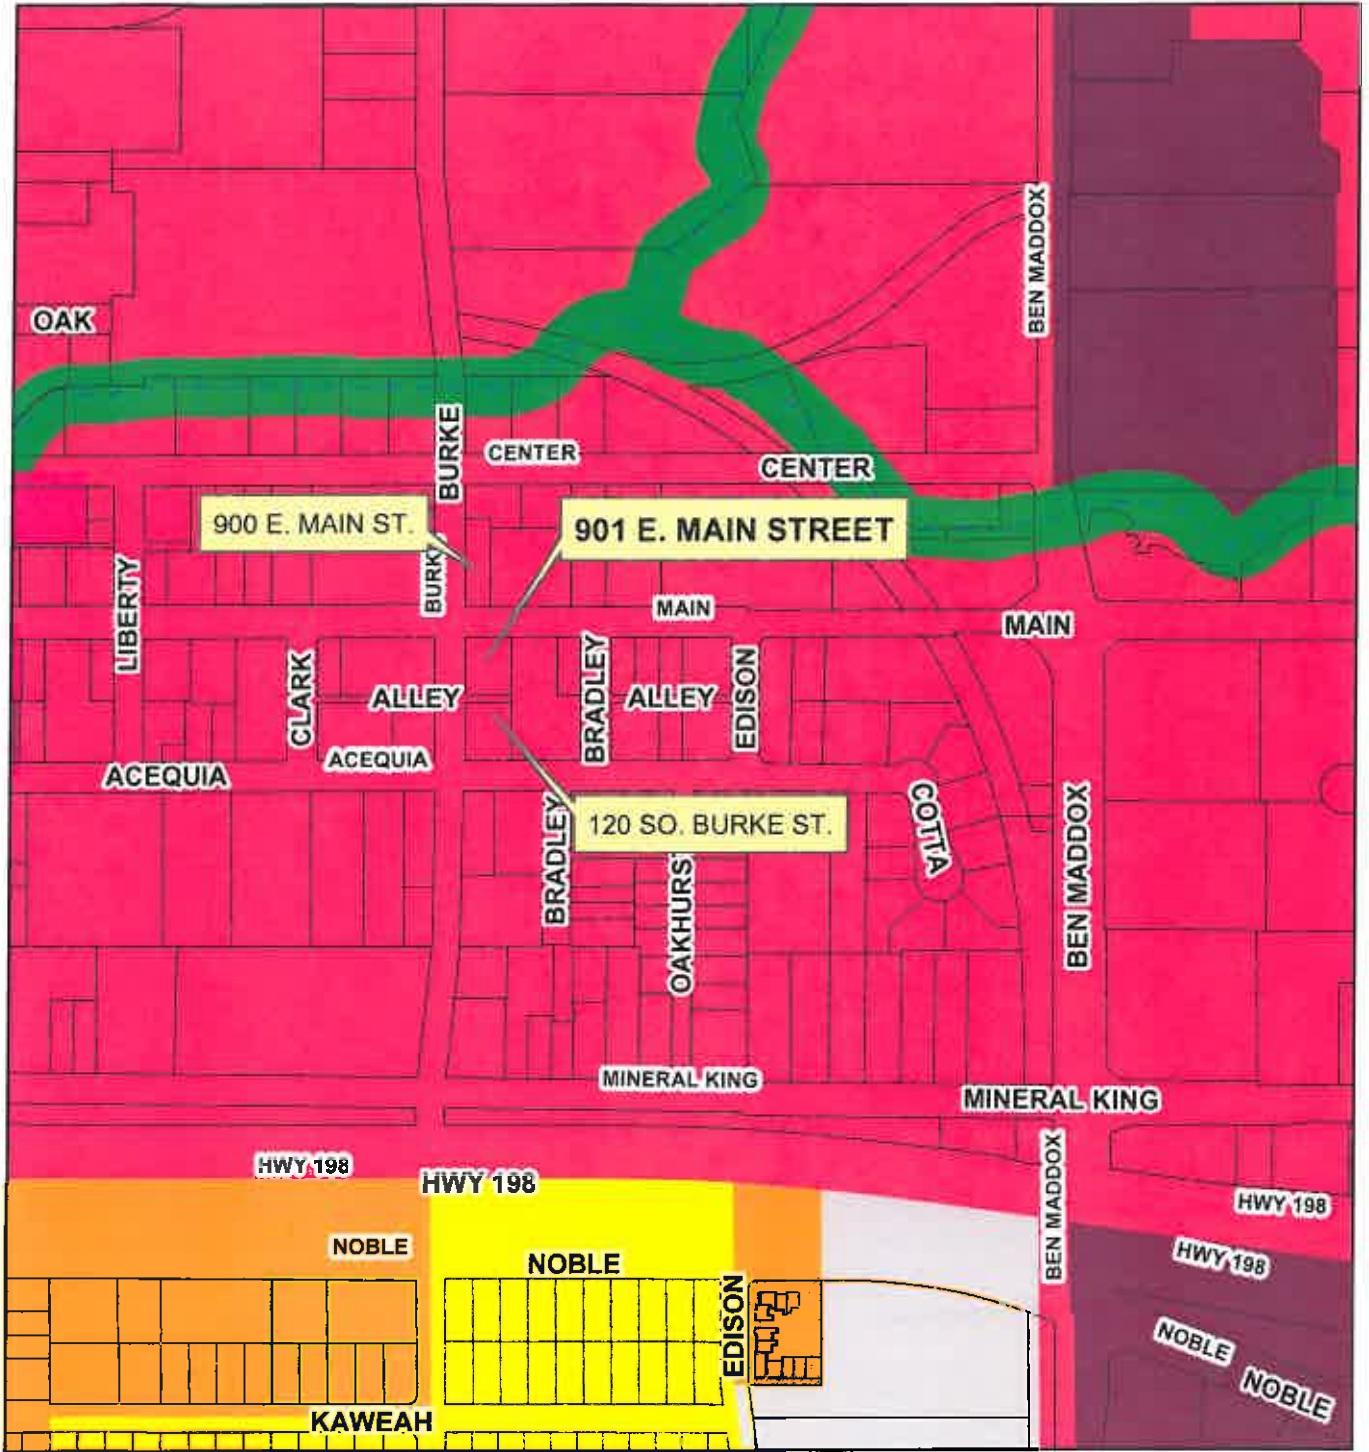 BEN MADDOX
OAK
BURKE
CENTER
CENTER
900 E. MAIN ST.
901 E. MAIN STREET
LIBERTY
MAIN
MAIN
CLARK
ALLEY
BRADLEY
ALLEY
EDISON
ACEQUIA
ACEQUIA
COTTA
BEN MADDOX
BRADLEY
120 SO. BURKE ST.
MINERAL KING
MINERAL KING
BEN MADDOX
HWY 198
HWY 198
HWY 198
HWY 198
NOBLE
NOBLE
EDISON
NOBLE
NOBLE
KAWEAH